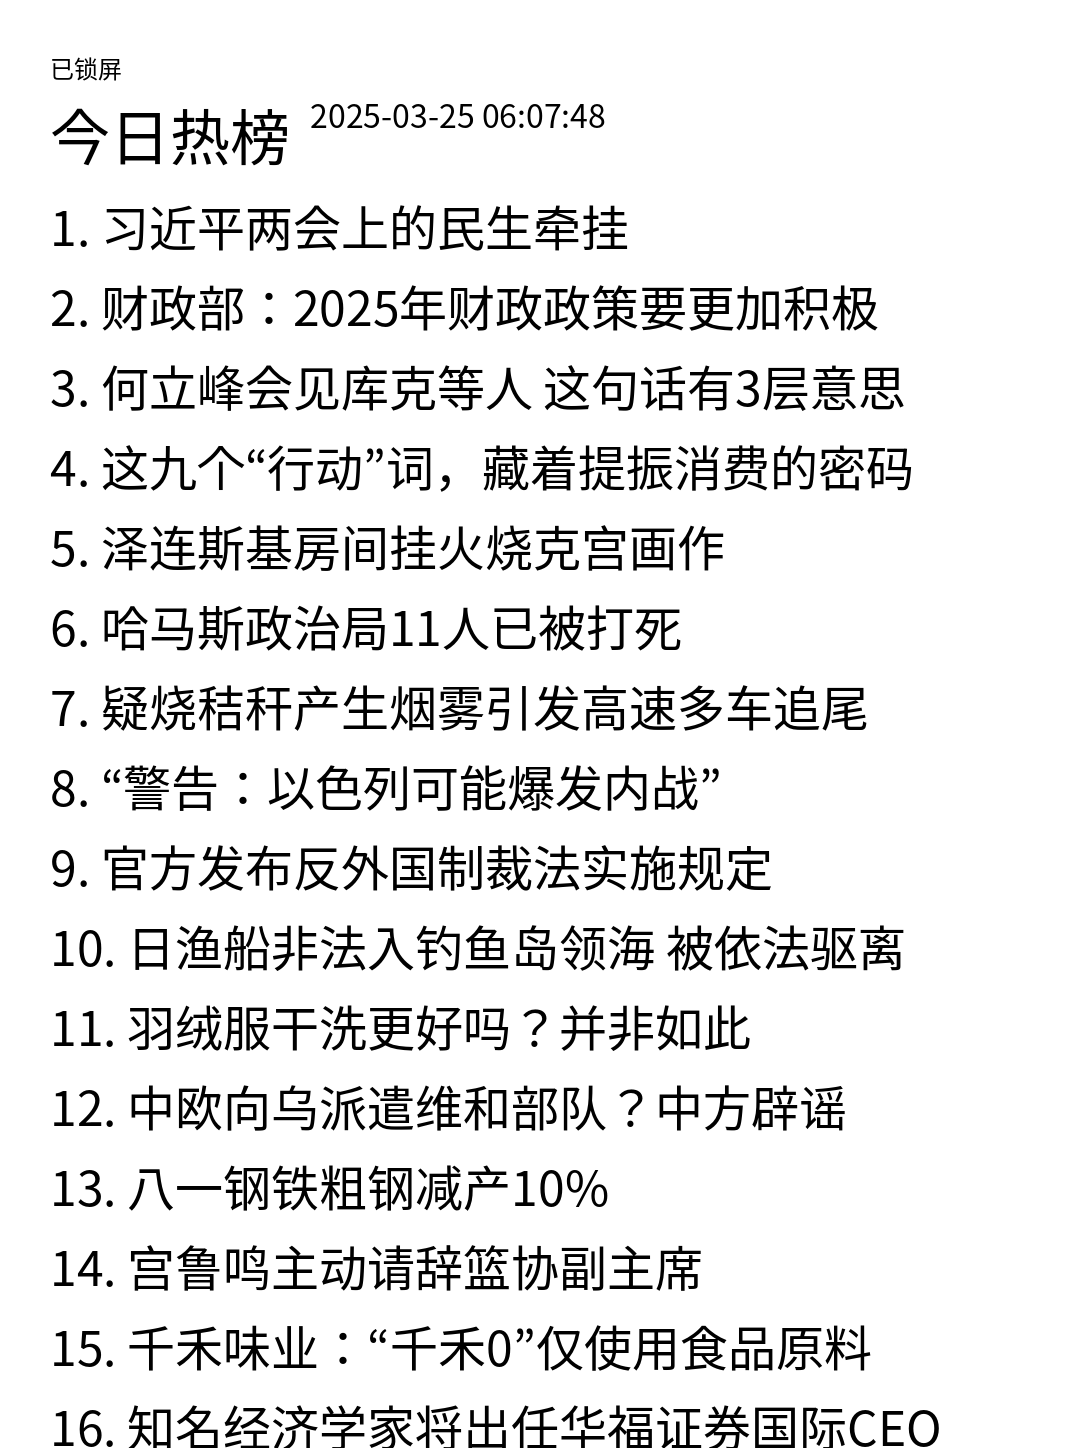 已锁屏
今日热榜 2025-03-25 06:07:48
1. 习近平两会上的民生牵挂
2. 财政部：2025年财政政策要更加积极
3. 何立峰会见库克等人 这句话有3层意思
4. 这九个“行动”词，藏着提振消费的密码
5. 泽连斯基房间挂火烧克宫画作
6. 哈马斯政治局11人已被打死
7. 疑烧秸秆产生烟雾引发高速多车追尾
8. “警告：以色列可能爆发内战”
9. 官方发布反外国制裁法实施规定
10. 日渔船非法入钓鱼岛领海 被依法驱离
11. 羽绒服干洗更好吗？并非如此
12. 中欧向乌派遣维和部队？中方辟谣
13. 八一钢铁粗钢减产10%
14. 宫鲁鸣主动请辞篮协副主席
15. 千禾味业：“千禾0”仅使用食品原料
16. 知名经济学家将出任华福证券国际CEO